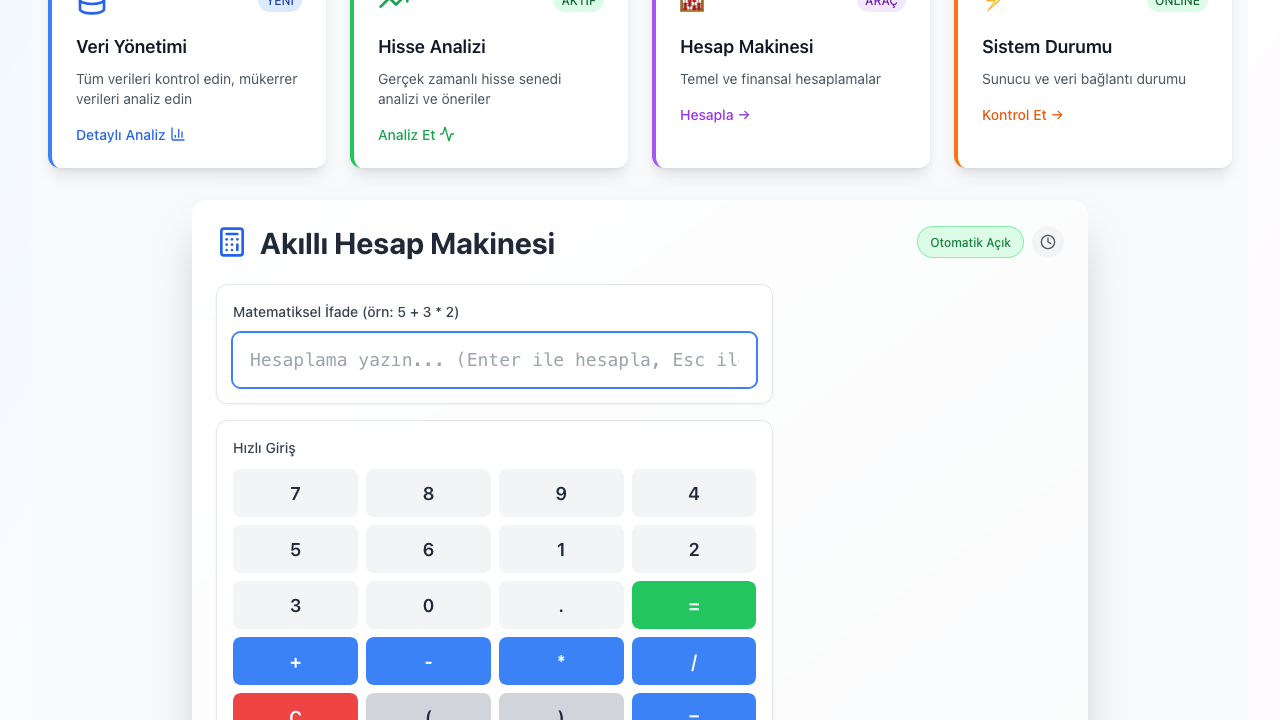 YENİ
AKTİF
ARAÇ
ONLINE
Veri Yönetimi
Tüm verileri kontrol edin, mükerrer
verileri analiz edin
Detaylı Analiz
Hisse Analizi
Gerçek zamanlı hisse senedi
analizi ve öneriler
Analiz Et
Hesap Makinesi
Temel ve finansal hesaplamalar
Hesapla →
Sistem Durumu
Sunucu ve veri bağlantı durumu
Kontrol Et →
Akıllı Hesap Makinesi
Otomatik Açık
Matematiksel İfade (örn: 5 + 3 * 2)
Hesaplama yazın... (Enter ile hesapla, Esc il
Hızlı Giriş
7 8 9 4
5 6 1 2
3 0 . =
+ - * /
C ( ) =